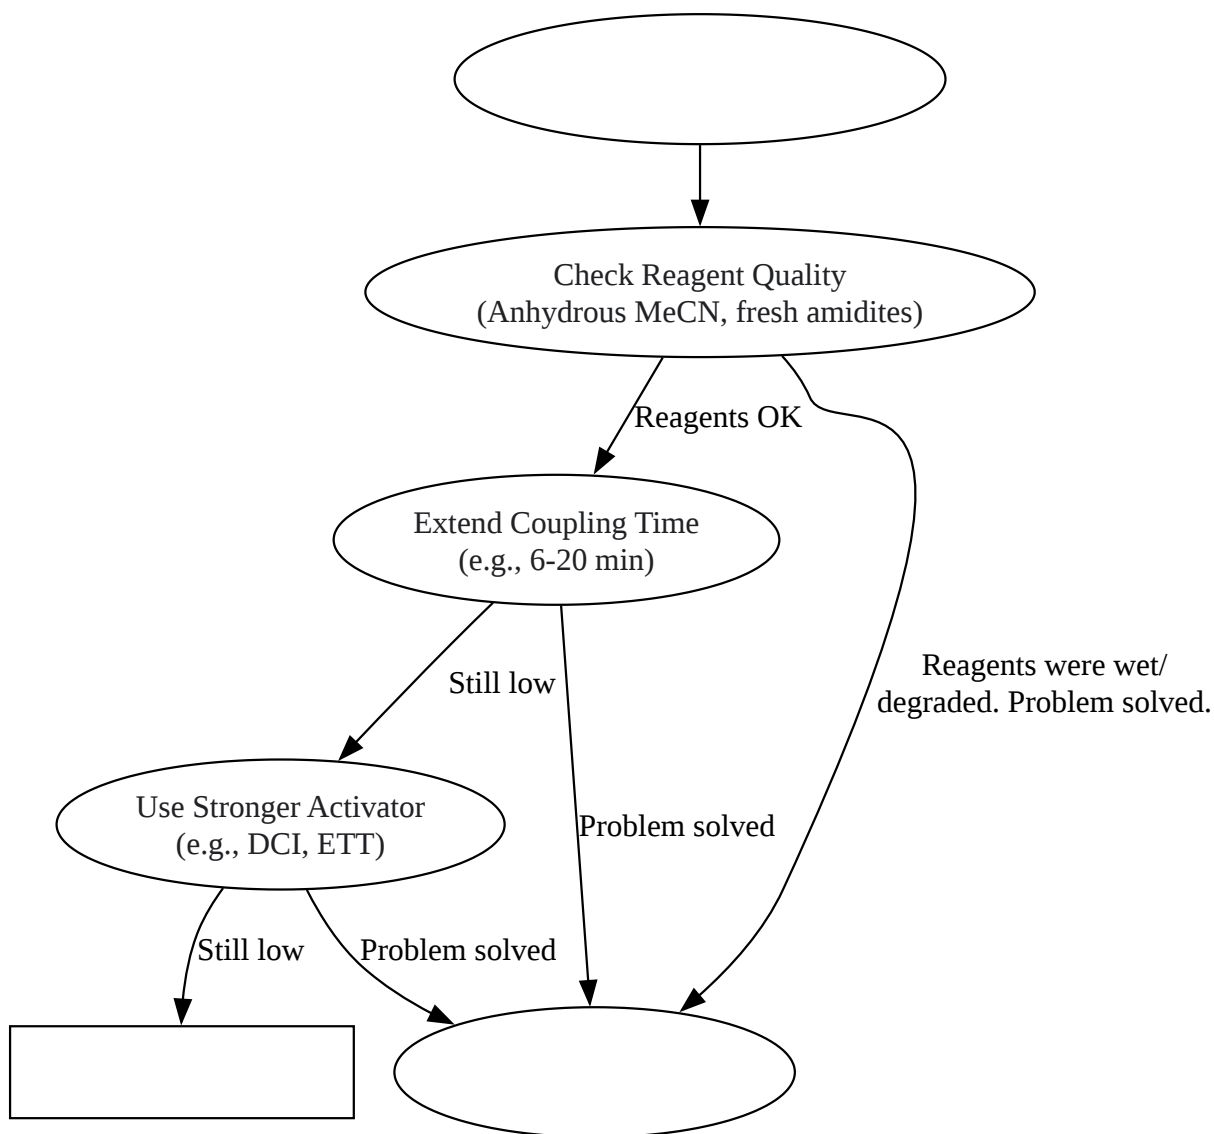 Check Reagent Quality
(Anhydrous MeCN, fresh amidites)
Reagents OK
Extend Coupling Time
(e.g., 6-20 min)
Still low
Reagents were wet/
degraded. Problem solved.
Use Stronger Activator
(e.g., DCI, ETT)
Problem solved
Still low
Problem solved